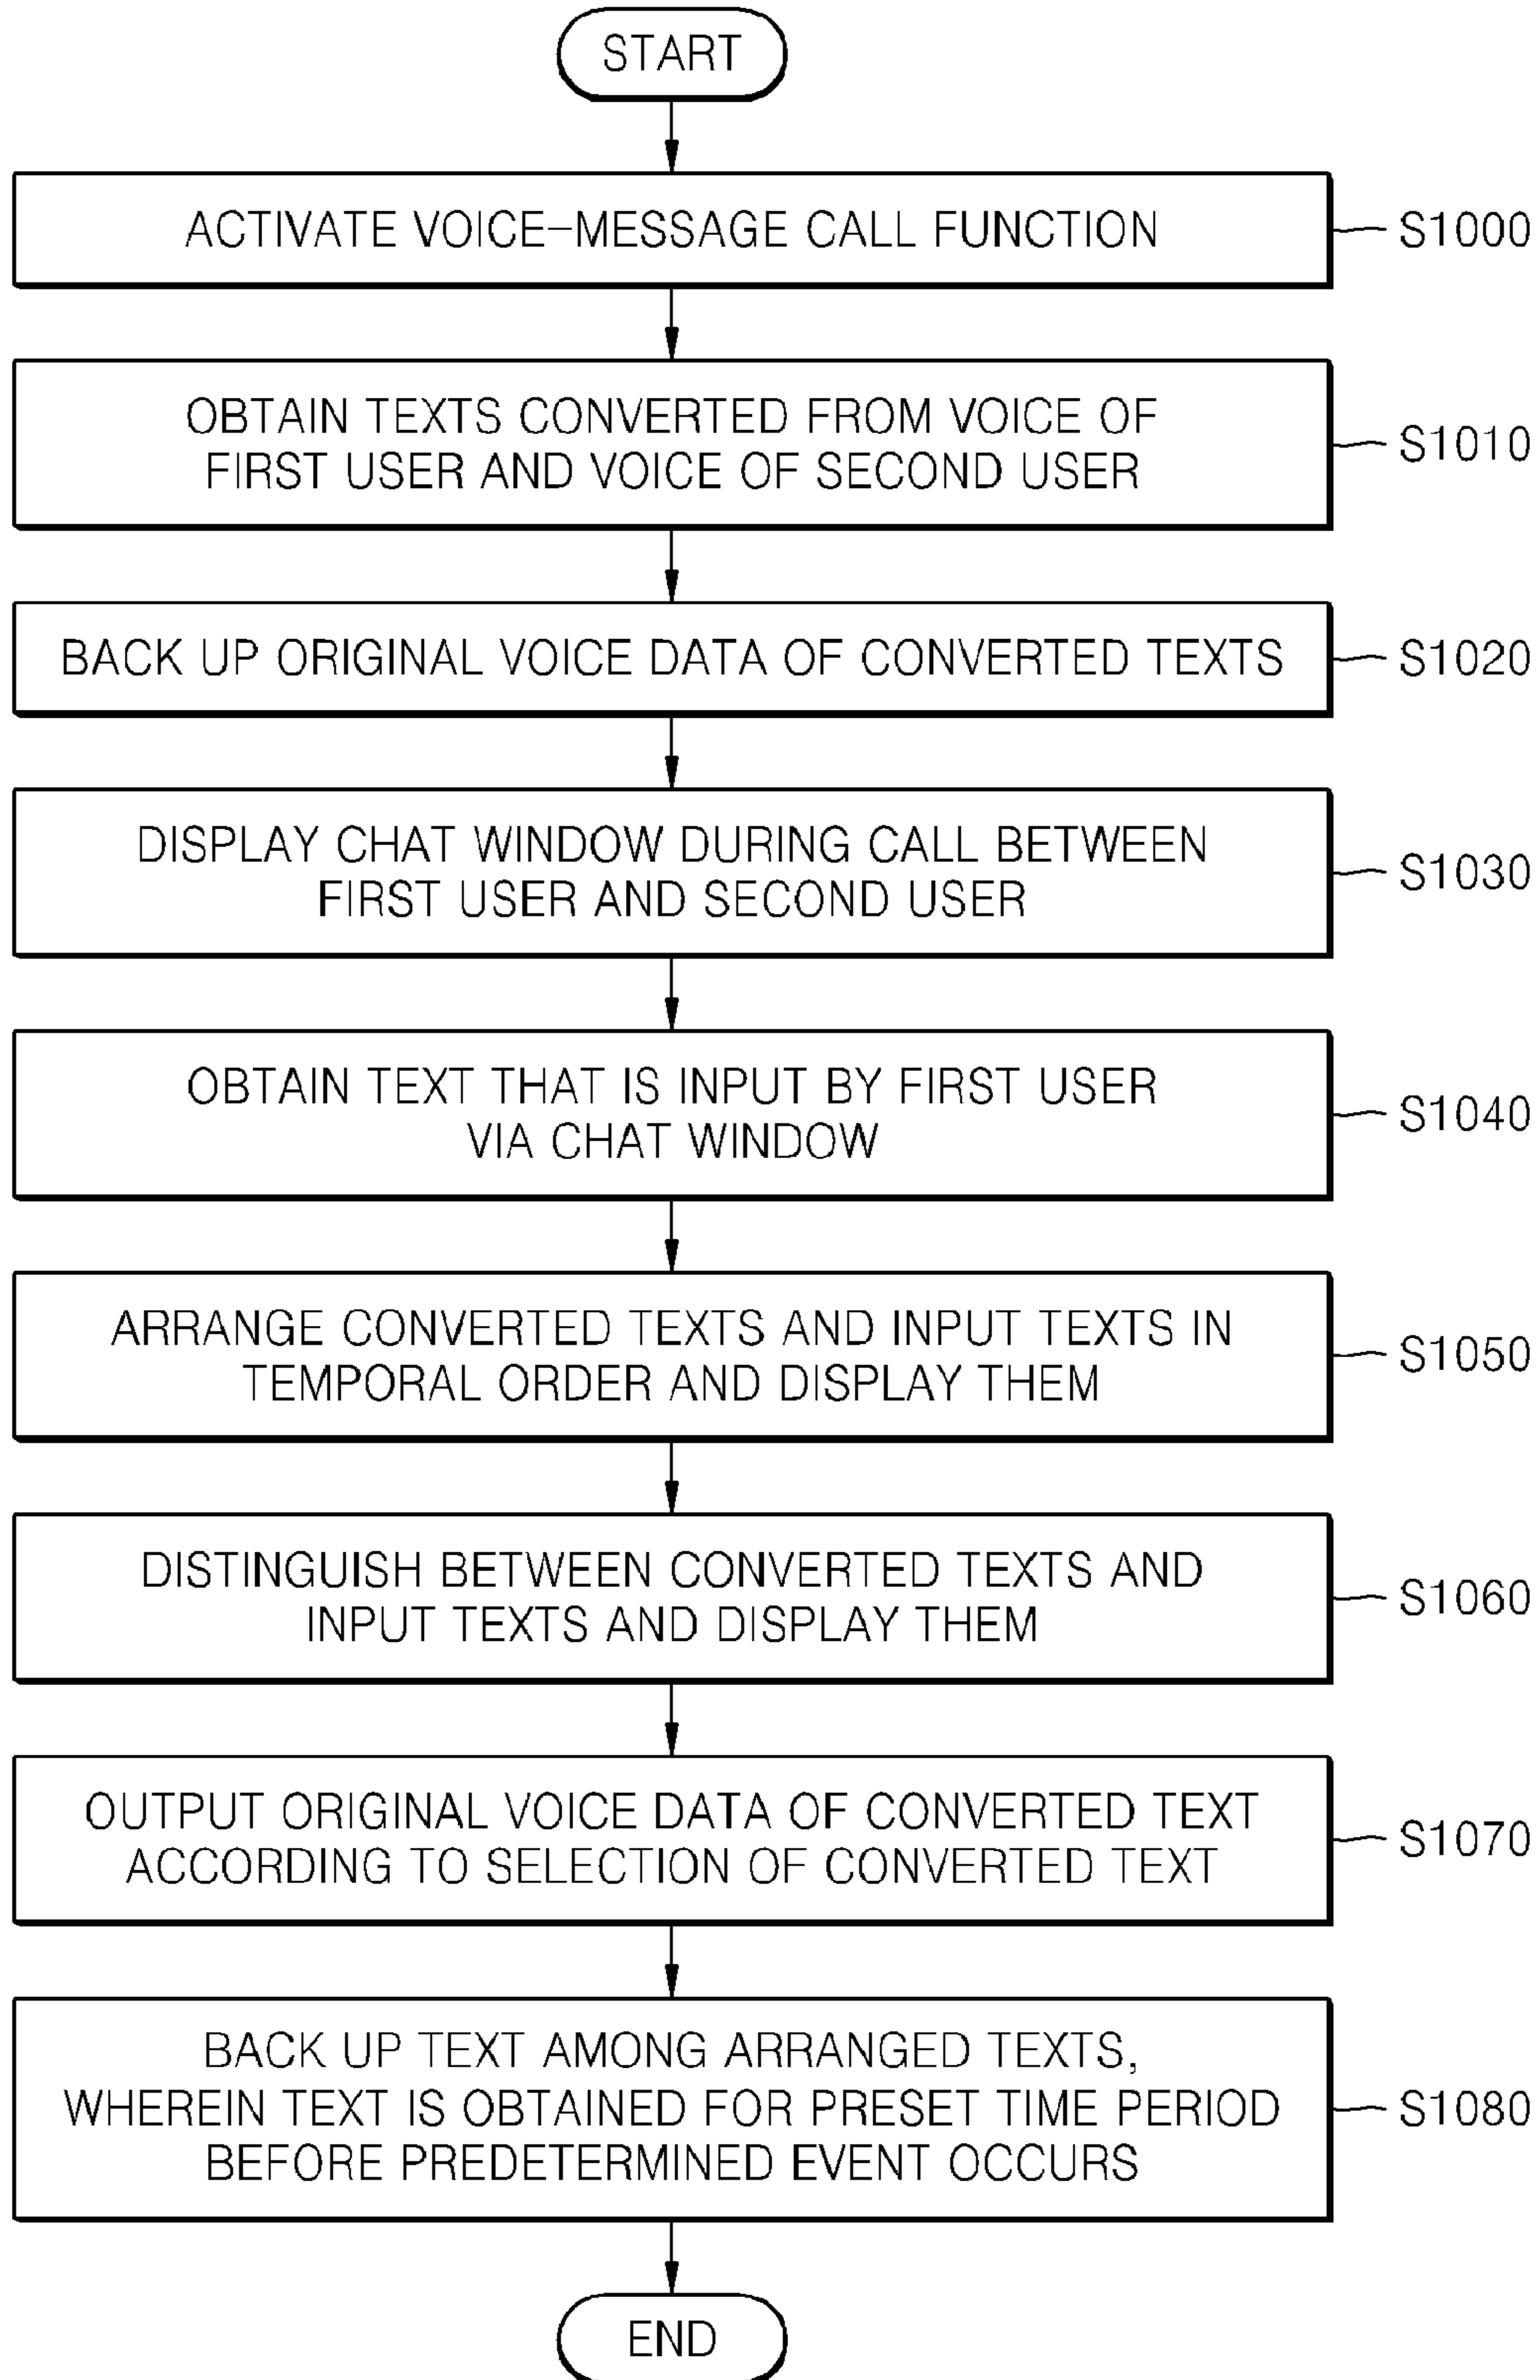 START
ACTIVATE VOICE-MESSAGE CALL FUNCTION
S1000
OBTAIN TEXTS CONVERTED FROM VOICE OF
FIRST USER AND VOICE OF SECOND USER
S1010
BACK UP ORIGINAL VOICE DATA OF CONVERTED TEXTS
S1020
DISPLAY CHAT WINDOW DURING CALL BETWEEN
FIRST USER AND SECOND USER
S1030
OBTAIN TEXT THAT IS INPUT BY FIRST USER
VIA CHAT WINDOW
S1040
ARRANGE CONVERTED TEXTS AND INPUT TEXTS IN
TEMPORAL ORDER AND DISPLAY THEM
S1050
DISTINGUISH BETWEEN CONVERTED TEXTS AND
INPUT TEXTS AND DISPLAY THEM
S1060
OUTPUT ORIGINAL VOICE DATA OF CONVERTED TEXT
ACCORDING TO SELECTION OF CONVERTED TEXT
S1070
BACK UP TEXT AMONG ARRANGED TEXTS,
WHEREIN TEXT IS OBTAINED FOR PRESET TIME PERIOD
BEFORE PREDETERMINED EVENT OCCURS
S1080
END